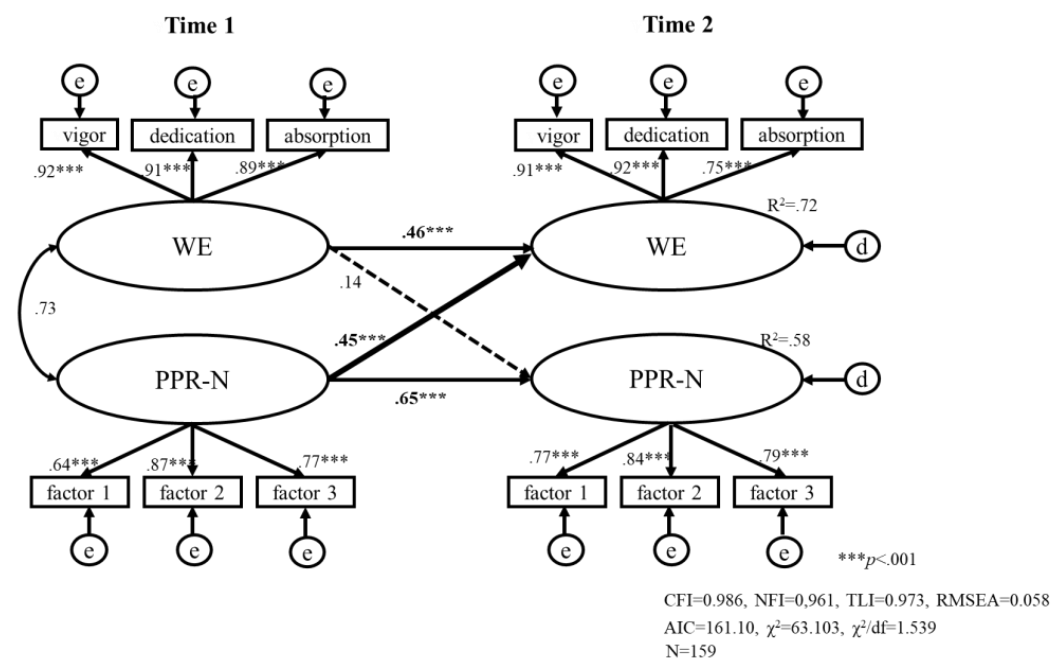 Time 1
Time 2
e e e e e e
vigor dedication absorption vigor dedication absorption
.92*** .91*** .89*** .91*** .92*** .75***
R²=.72
WE .46*** WE d
.14
.73
.45***
R²=.58
PPR-N PPR-N d
.65***
.64*** .87*** .77*** .77*** .84*** .79***
factor 1 factor 2 factor 3 factor 1 factor 2 factor 3
e e e e e e
***p<.001
CFI=0.986, NFI=0,961, TLI=0.973, RMSEA=0.058
AIC=161.10, χ²=63.103, χ²/df=1.539
N=159